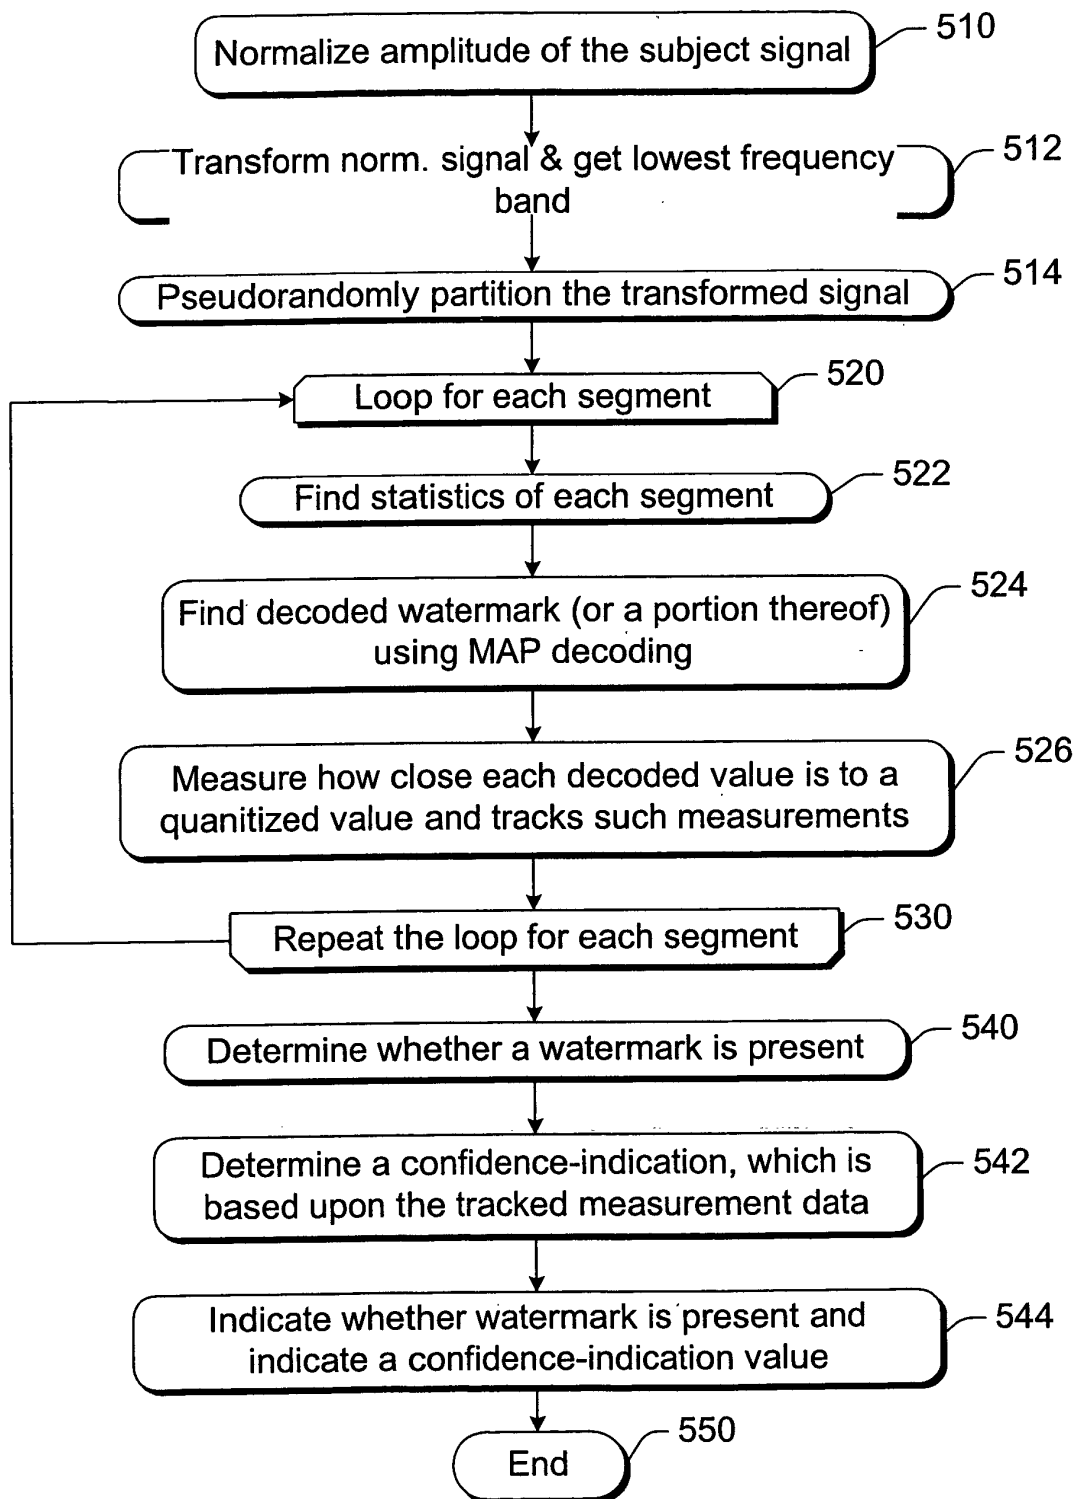 Normalize amplitude of the subject signal
510
Transform norm. signal & get lowest frequency
band
512
Pseudorandomly partition the transformed signal
514
Loop for each segment
520
Find statistics of each segment
522
Find decoded watermark (or a portion thereof)
using MAP decoding
524
Measure how close each decoded value is to a
quanitized value and tracks such measurements
526
Repeat the loop for each segment
530
Determine whether a watermark is present
540
Determine a confidence-indication, which is
based upon the tracked measurement data
542
Indicate whether watermark is present and
indicate a confidence-indication value
544
End
550